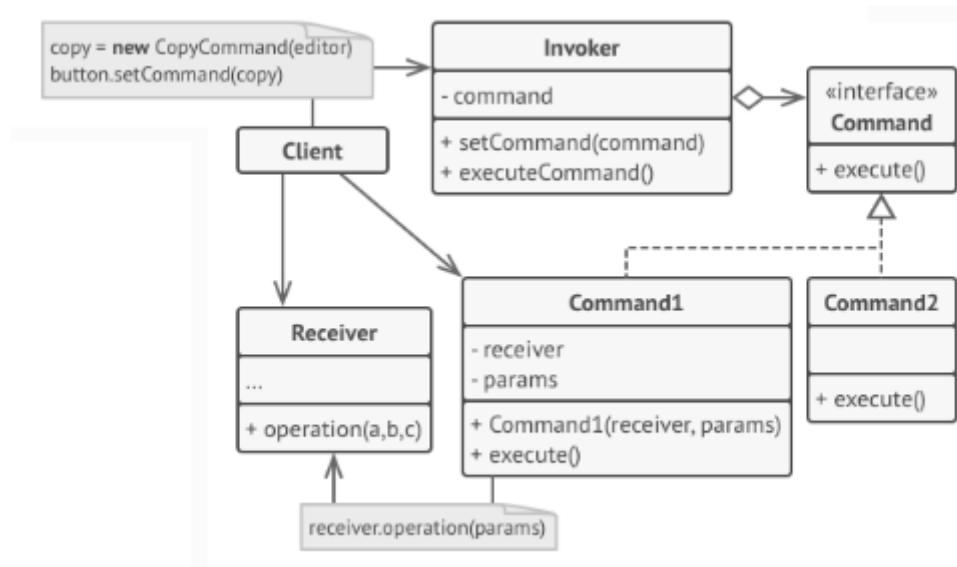 copy = new CopyCommand(editor)
button.setCommand(copy)
Invoker
- command
+ setCommand(command)
+ executeCommand()
«interface»
Command
+ execute()
Client
Receiver
...
+ operation(a,b,c)
Command1
- receiver
- params
+ Command1(receiver, params)
+ execute()
Command2
+ execute()
receiver.operation(params)